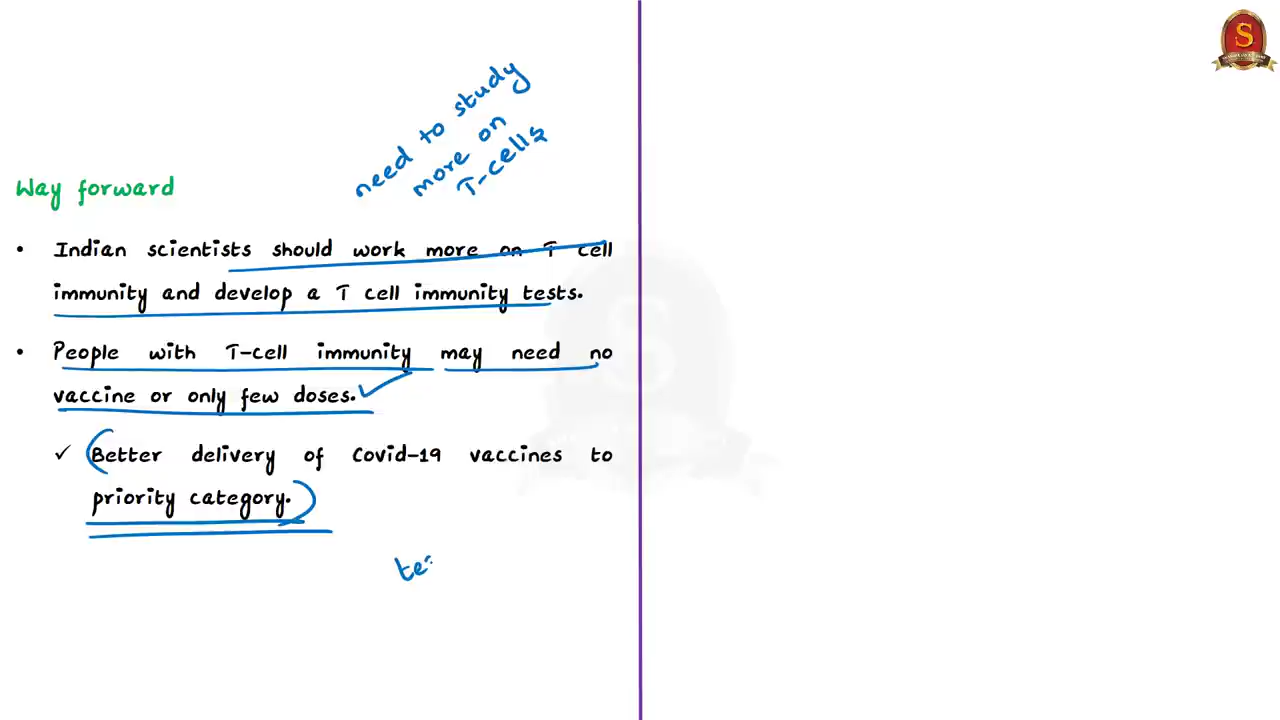 need to study
more on
T-cells
Way forward
• Indian scientists should work more on T cell
immunity and develop a T cell immunity tests.
• People with T-cell immunity may need no
vaccine or only few doses.
✓ Better delivery of Covid-19 vaccines to
priority category.
te
S